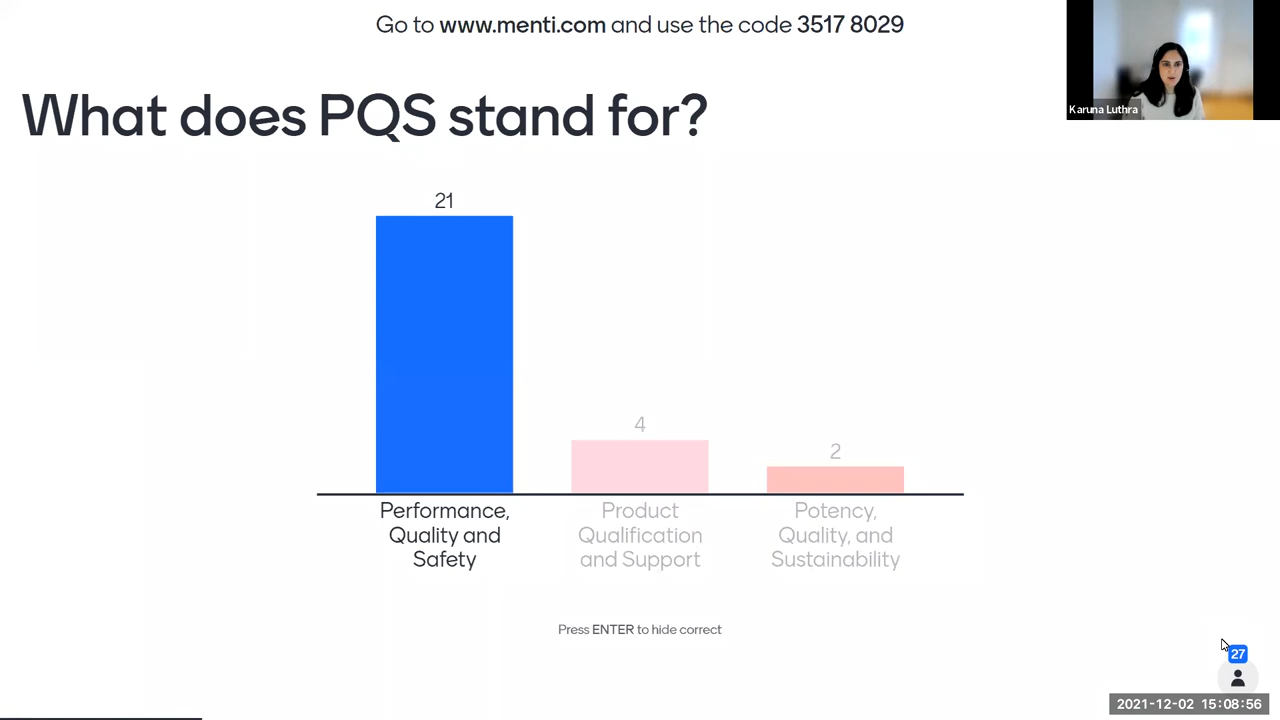 Go to www.menti.com and use the code 3517 8029
Karuna Luthra
What does PQS stand for?
21
4
2
Performance,
Quality and
Safety
Product
Qualification
and Support
Potency,
Quality, and
Sustainability
Press ENTER to hide correct
27
2021-12-02 15:08:56